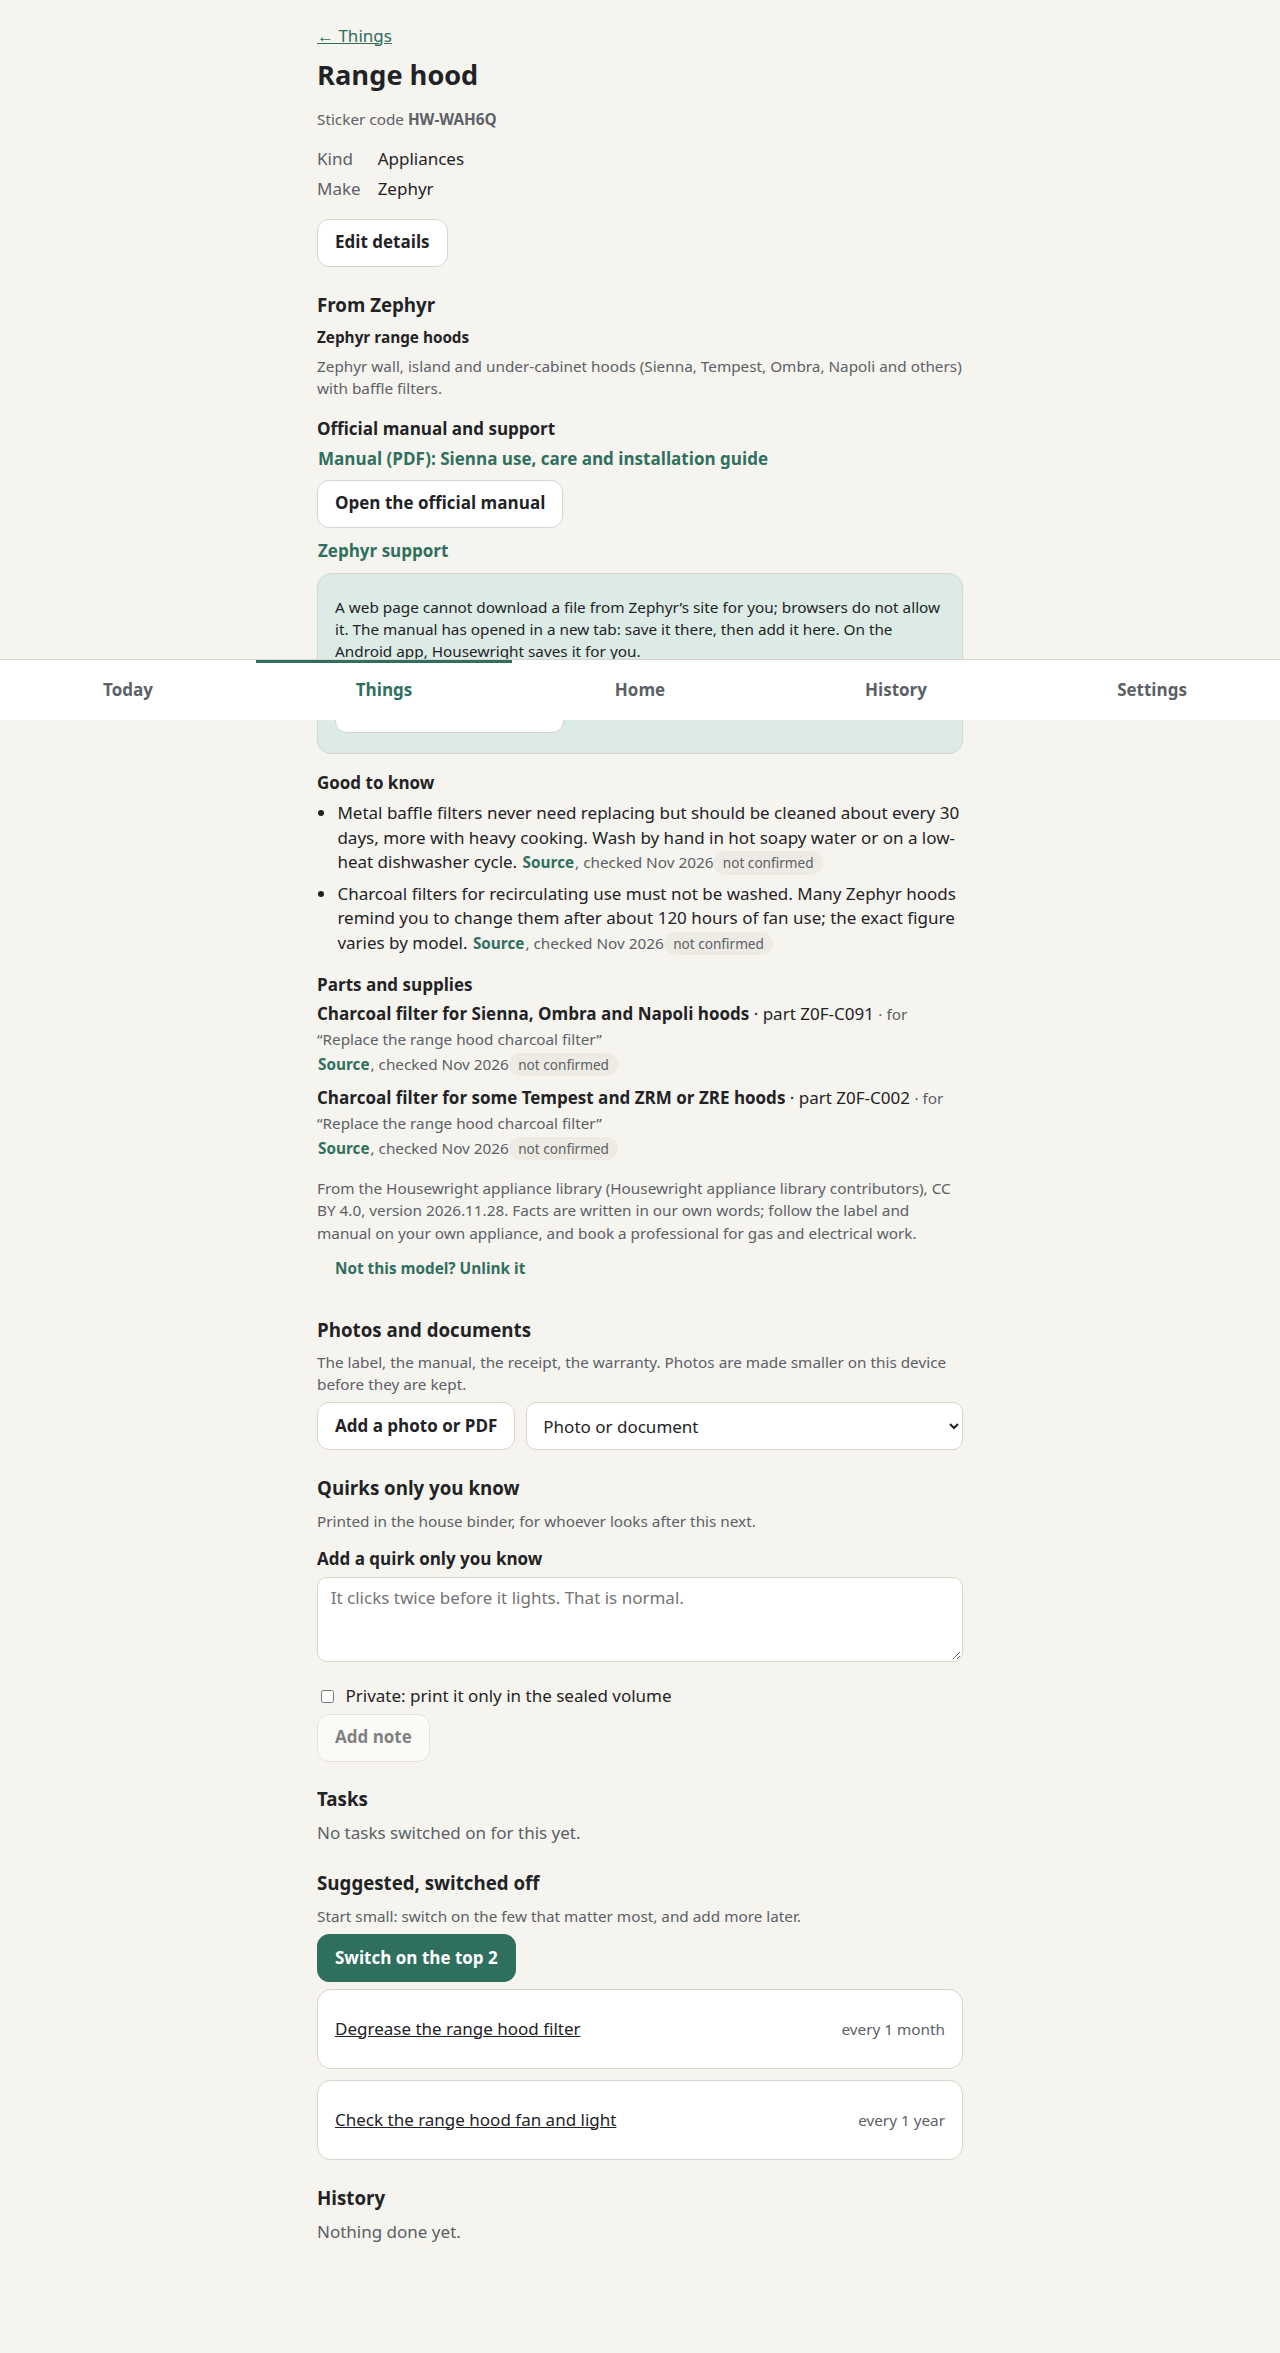 ← Things
Range hood
Sticker code HW-WAH6Q
Kind Appliances
Make Zephyr
Edit details
From Zephyr
Zephyr range hoods
Zephyr wall, island and under-cabinet hoods (Sienna, Tempest, Ombra, Napoli and others)
with baffle filters.
Official manual and support
Manual (PDF): Sienna use, care and installation guide
Open the official manual
Zephyr support
A web page cannot download a file from Zephyr’s site for you; browsers do not allow
it. The manual has opened in a new tab: save it there, then add it here. On the
Android app, Housewright saves it for you.
Today Things Home History Settings
Good to know
• Metal baffle filters never need replacing but should be cleaned about every 30
days, more with heavy cooking. Wash by hand in hot soapy water or on a low-
heat dishwasher cycle. Source, checked Nov 2026 not confirmed
• Charcoal filters for recirculating use must not be washed. Many Zephyr hoods
remind you to change them after about 120 hours of fan use; the exact figure
varies by model. Source, checked Nov 2026 not confirmed
Parts and supplies
Charcoal filter for Sienna, Ombra and Napoli hoods · part Z0F-C091 · for
“Replace the range hood charcoal filter”
Source, checked Nov 2026 not confirmed
Charcoal filter for some Tempest and ZRM or ZRE hoods · part Z0F-C002 · for
“Replace the range hood charcoal filter”
Source, checked Nov 2026 not confirmed
From the Housewright appliance library (Housewright appliance library contributors), CC
BY 4.0, version 2026.11.28. Facts are written in our own words; follow the label and
manual on your own appliance, and book a professional for gas and electrical work.
Not this model? Unlink it
Photos and documents
The label, the manual, the receipt, the warranty. Photos are made smaller on this device
before they are kept.
Add a photo or PDF Photo or document
Quirks only you know
Printed in the house binder, for whoever looks after this next.
Add a quirk only you know
It clicks twice before it lights. That is normal.
Private: print it only in the sealed volume
Add note
Tasks
No tasks switched on for this yet.
Suggested, switched off
Start small: switch on the few that matter most, and add more later.
Switch on the top 2
Degrease the range hood filter every 1 month
Check the range hood fan and light every 1 year
History
Nothing done yet.